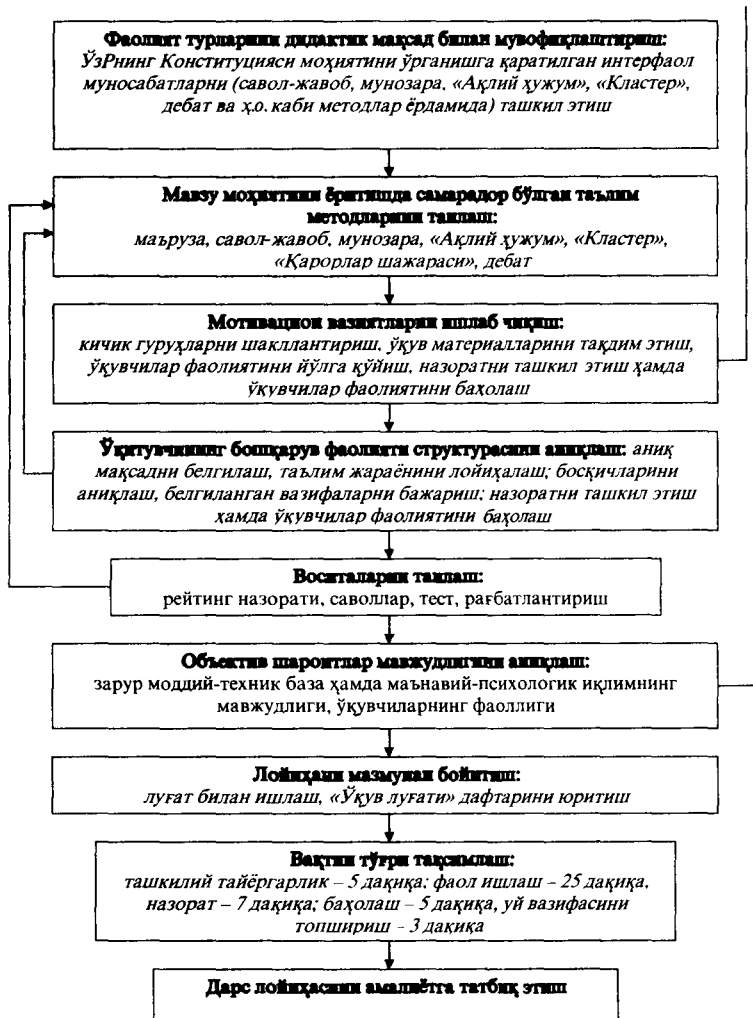 Фаолият турларини дидактик мақсад билан мувофиқлаштириш:
ЎзРнинг Конституцияси моҳиятини ўрганишга қаратилган интерфаол
муносабатларни (савол-жавоб, мунозара, «Ақлий ҳужум», «Кластер»,
дебат ва ҳ.о. каби методлар ёрдамида) ташкил этиш
Мавзу моҳиятини ёритишда самарадор бўлган таълим
методларини танлаш:
маъруза, савол-жавоб, мунозара, «Ақлий ҳужум», «Кластер»,
«Қарорлар шажараси», дебат
Мотивацион вазиятларни ишлаб чиқиш:
кичик гуруҳларни шакллантириш, ўқув материалларини тақдим этиш,
ўқувчилар фаолиятини йўлга қўйиш, назоратни ташкил этиш ҳамда
ўқувчилар фаолиятини баҳолаш
Ўқитувчининг бошқарув фаолияти структурасини аниқлаш: аниқ
мақсадни белгилаш, таълим жараёнини лойиҳалаш; босқичларини
аниқлаш, белгиланган вазифаларни бажариш; назоратни ташкил этиш
ҳамда ўқувчилар фаолиятини баҳолаш
Воситаларни танлаш:
рейтинг назорати, саволлар, тест, рағбатлантириш
Объектив шароитлар мавжудлигини аниқлаш:
зарур моддий-техник база ҳамда маънавий-психологик иқлимнинг
мавжудлиги, ўқувчиларнинг фаоллиги
Лойиҳани мазмунан бойитиш:
луғат билан ишлаш, «Ўқув луғати» дафтарини юритиш
Вақтни тўғри тақсимлаш:
ташкилий тайёргарлик – 5 дақиқа; фаол ишлаш – 25 дақиқа,
назорат – 7 дақиқа; баҳолаш – 5 дақиқа, уй вазифасини
топшириш - 3 дақиқа
Дарс лойиҳасини амалиётга татбиқ этиш